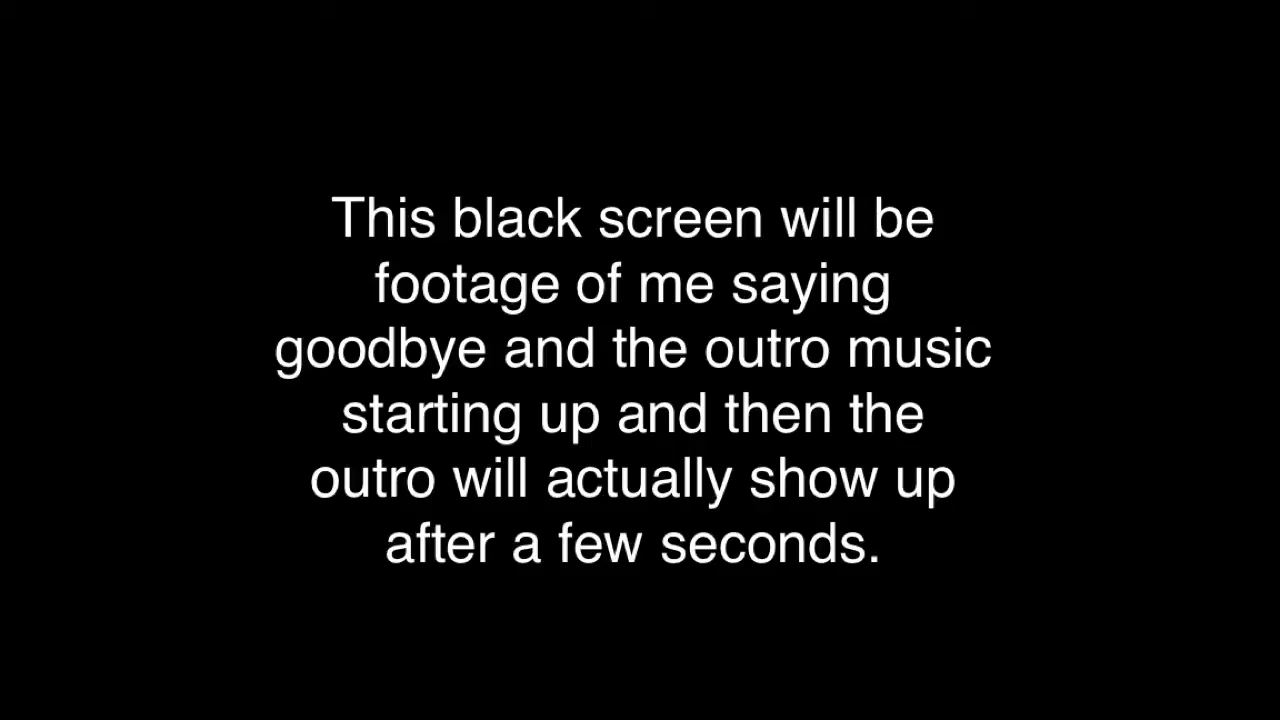 This black screen will be
footage of me saying
goodbye and the outro music
starting up and then the
outro will actually show up
after a few seconds.